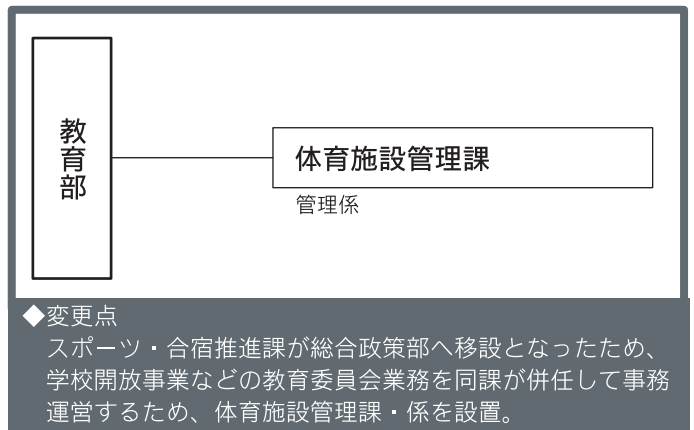 教育部
体育施設管理課
管理係
◆変更点
スポーツ・合宿推進課が総合政策部へ移設となったため、
学校開放事業などの教育委員会業務を同課が併任して事務
運営するため、体育施設管理課・係を設置。